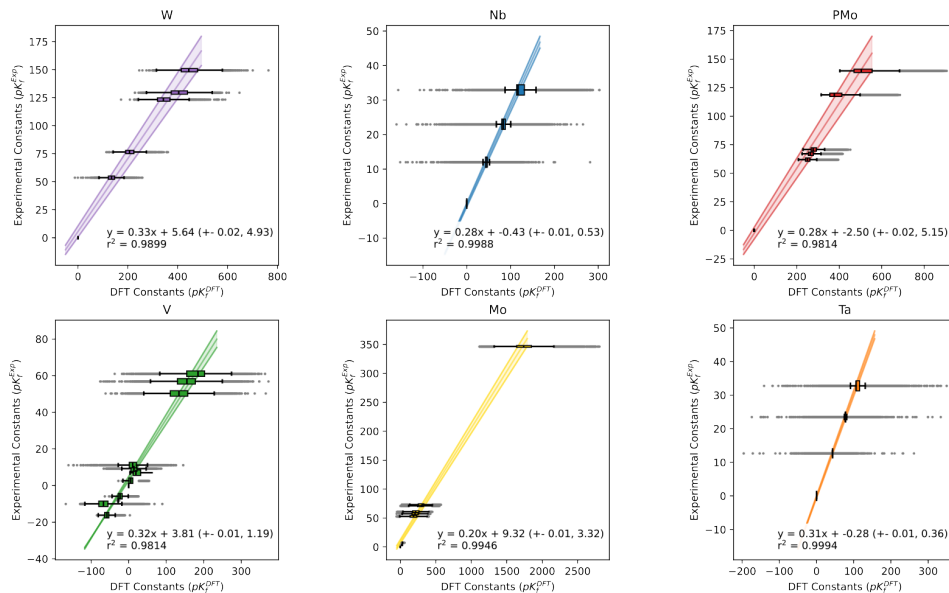 W
Experimental Constants (pK_f^{Exp})
175
150
125
100
75
50
25
0
y = 0.33x + 5.64 (+- 0.02, 4.93)
r² = 0.9899
0 200 400 600 800
DFT Constants (pK_f^{DFT})
Nb
Experimental Constants (pK_f^{Exp})
50
40
30
20
10
0
−10
y = 0.28x + -0.43 (+- 0.01, 0.53)
r² = 0.9988
−100 0 100 200 300
DFT Constants (pK_f^{DFT})
PMo
Experimental Constants (pK_f^{Exp})
175
150
125
100
75
50
25
0
−25
y = 0.28x + -2.50 (+- 0.02, 5.15)
r² = 0.9814
0 200 400 600 800
DFT Constants (pK_f^{DFT})
V
Experimental Constants (pK_f^{Exp})
80
60
40
20
0
−20
−40
y = 0.32x + 3.81 (+- 0.01, 1.19)
r² = 0.9814
−100 0 100 200 300
DFT Constants (pK_f^{DFT})
Mo
Experimental Constants (pK_f^{Exp})
350
300
250
200
150
100
50
0
y = 0.20x + 9.32 (+- 0.01, 3.32)
r² = 0.9946
0 500 1000 1500 2000 2500
DFT Constants (pK_f^{DFT})
Ta
Experimental Constants (pK_f^{Exp})
50
40
30
20
10
0
−10
y = 0.31x + -0.28 (+- 0.01, 0.36)
r² = 0.9994
−200 −100 0 100 200 300
DFT Constants (pK_f^{DFT})